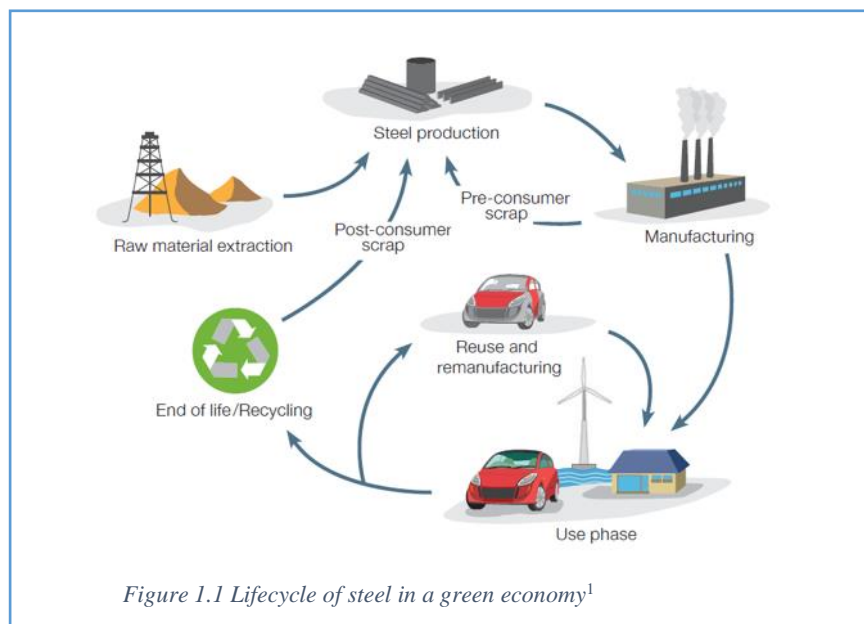 Steel production
Pre-consumer
scrap
Manufacturing
Raw material extraction
Post-consumer
scrap
Reuse and
remanufacturing
End of life/Recycling
Use phase
Figure 1.1 Lifecycle of steel in a green economy¹